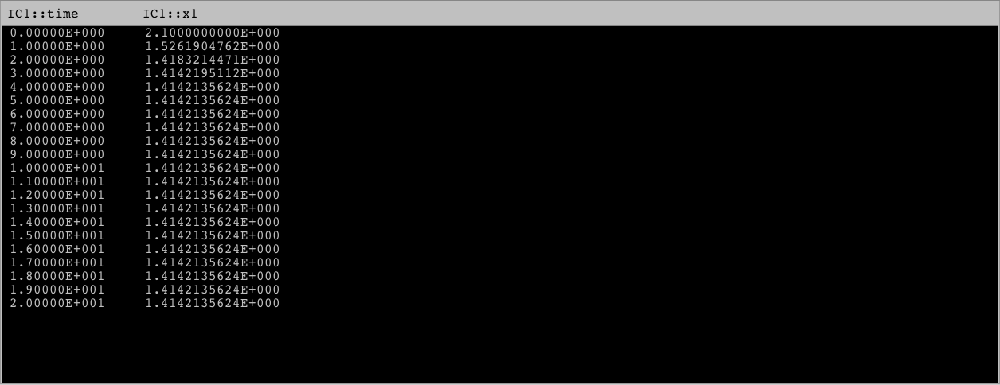 IC1::time IC1::x1
0.00000E+000 2.1000000000E+000
1.00000E+000 1.5261904762E+000
2.00000E+000 1.4183214471E+000
3.00000E+000 1.4142195112E+000
4.00000E+000 1.4142135624E+000
5.00000E+000 1.4142135624E+000
6.00000E+000 1.4142135624E+000
7.00000E+000 1.4142135624E+000
8.00000E+000 1.4142135624E+000
9.00000E+000 1.4142135624E+000
1.00000E+001 1.4142135624E+000
1.10000E+001 1.4142135624E+000
1.20000E+001 1.4142135624E+000
1.30000E+001 1.4142135624E+000
1.40000E+001 1.4142135624E+000
1.50000E+001 1.4142135624E+000
1.60000E+001 1.4142135624E+000
1.70000E+001 1.4142135624E+000
1.80000E+001 1.4142135624E+000
1.90000E+001 1.4142135624E+000
2.00000E+001 1.4142135624E+000